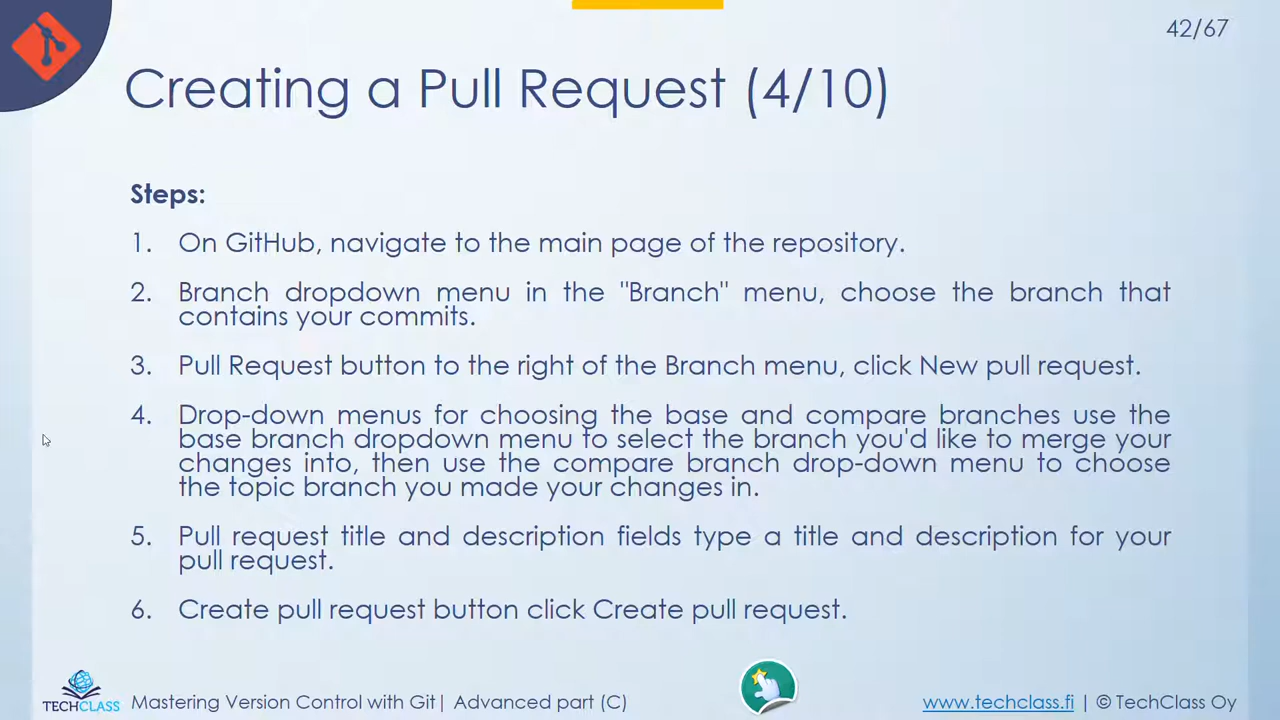 42/67
Creating a Pull Request (4/10)
Steps:
1. On GitHub, navigate to the main page of the repository.
2. Branch dropdown menu in the "Branch" menu, choose the branch that
contains your commits.
3. Pull Request button to the right of the Branch menu, click New pull request.
4. Drop-down menus for choosing the base and compare branches use the
base branch dropdown menu to select the branch you'd like to merge your
changes into, then use the compare branch drop-down menu to choose
the topic branch you made your changes in.
5. Pull request title and description fields type a title and description for your
pull request.
6. Create pull request button click Create pull request.
TECHCLASS Mastering Version Control with Git| Advanced part (C) www.techclass.fi | © TechClass Oy